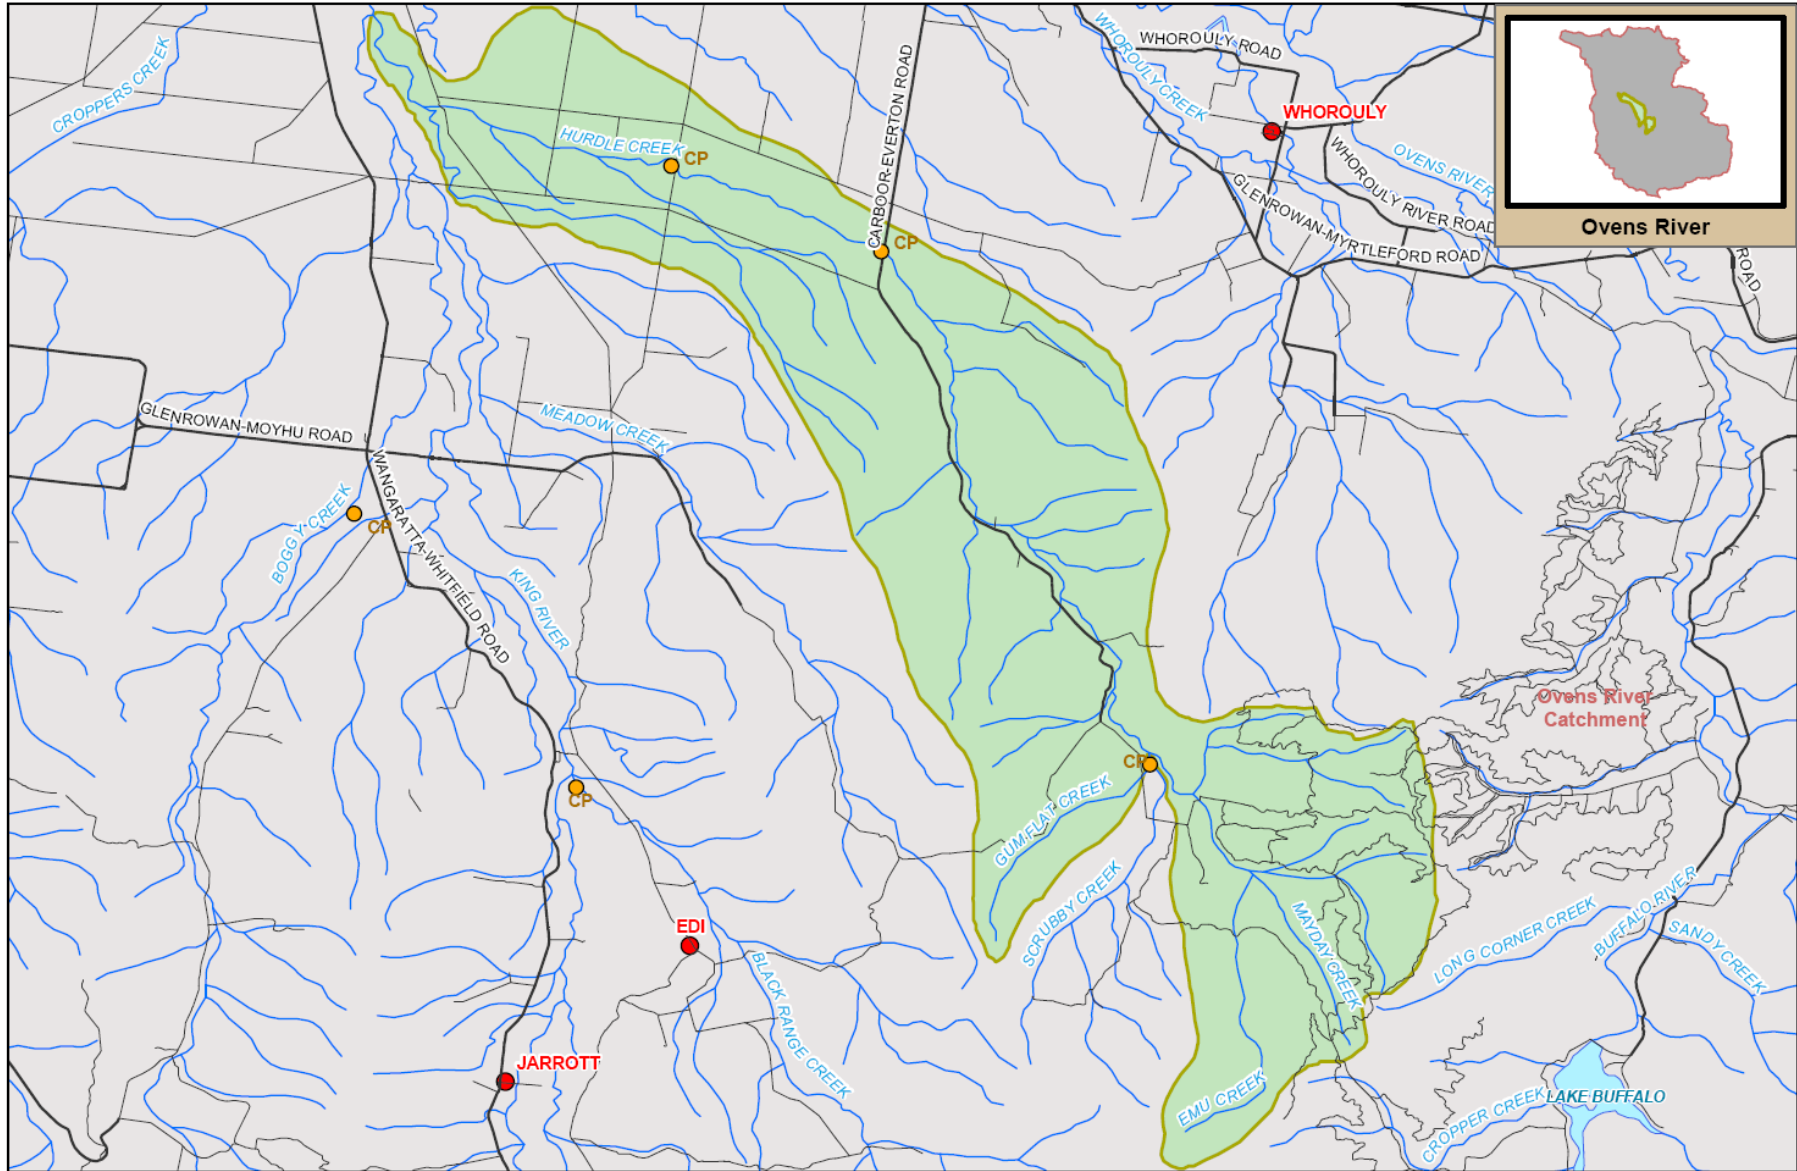 CROPPERS CREEK
WHOROULY CREEK
WHOROULY ROAD
WHOROULY
OVENS RIVER
WHOROULY RIVER ROAD
GLENROWAN-MYRTLEFORD ROAD
Ovens River
ROAD
CARBOR-EVERTON ROAD
HURDLE CREEK
CP
CP
GLENROWAN-MOYHU ROAD
MEADOW CREEK
WANGARATTA-WHITFIELD ROAD
BOGGY CREEK
CP
KING RIVER
Ovens River
Catchment
CP
CP
GUM FLAT CREEK
SCRUBBY CREEK
MAYDAY CREEK
LONG CORNER CREEK
BUFFALO RIVER
SANDY CREEK
EDI
BLACK RANGE CREEK
JARROTT
EMU CREEK
CROPPER CREEK
LAKE BUFFALO